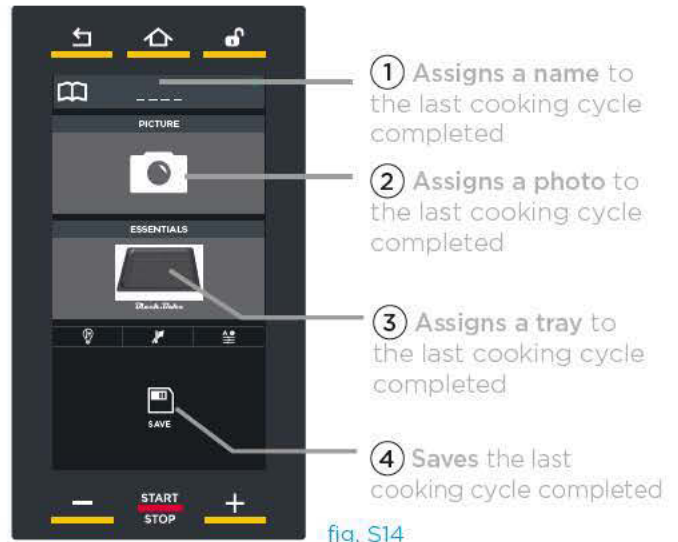 1 Assigns a name to
the last cooking cycle
completed
PICTURE
2 Assigns a photo to
the last cooking cycle
completed
ESSENTIALS
Black.Bake
3 Assigns a tray to
the last cooking cycle
completed
SAVE
4 Saves the last
cooking cycle completed
START
STOP
fig. S14